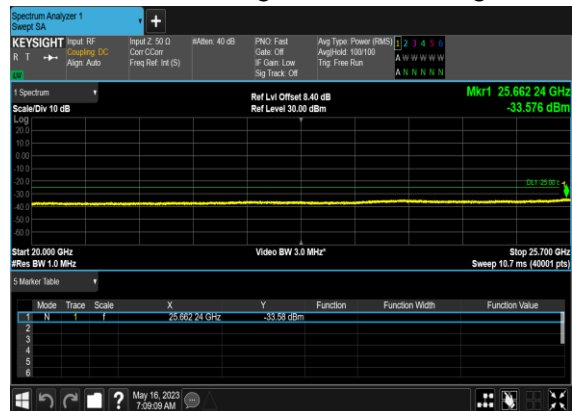 Spectrum Analyzer 1
Swept SA
+
KEYSIGHT Input: RF Input Z: 50 Ω #Atten: 40 dB PNO: Fast Avg Type: Power (RMS) 1 2 3 4 5 6
R T Coupling: DC Corr CCorr Gate: Off Avg|Hold: 100/100 A W W W W W
Align: Auto Freq Ref: Int (S) IF Gain: Low Trig: Free Run
Sig Track: Off A N N N N N
1 Spectrum Ref Lvl Offset 8.40 dB Mkr1 25.662 24 GHz
Scale/Div 10 dB Ref Level 30.00 dBm -33.576 dBm
Log
20.0
10.0
0.00
-10.0
-20.0
-30.0
-40.0
-50.0
-60.0
Start 20.000 GHz Video BW 3.0 MHz* Stop 25.700 GHz
#Res BW 1.0 MHz Sweep 10.7 ms (40001 pts)
5 Marker Table
Mode Trace Scale X Y Function Function Width Function Value
1 N 1 f 25.662 24 GHz -33.58 dBm
2
3
4
5
6
? May 16, 2023
7:09:09 AM